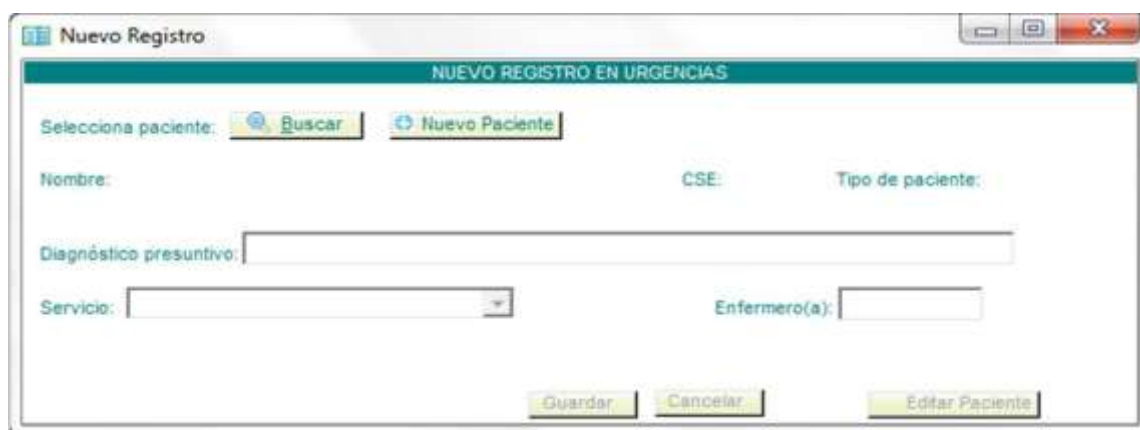 Nuevo Registro
NUEVO REGISTRO EN URGENCIAS
Selecciona paciente: Buscar Nuevo Paciente
Nombre: CSE: Tipo de paciente:
Diagnóstico presuntivo:
Servicio: Enfermero(a):
Guardar Cancelar Editar Paciente